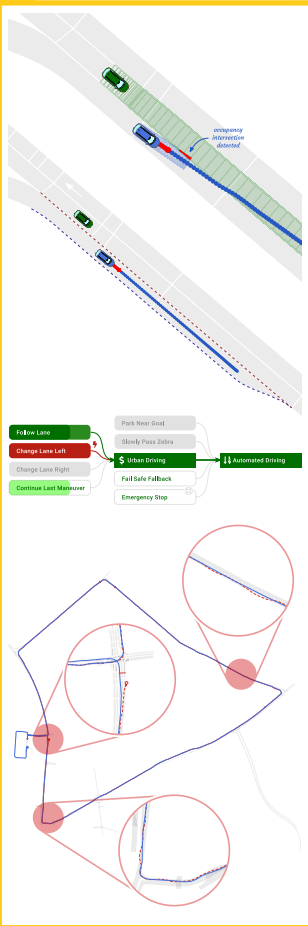 occupancy
intersection
detected
Follow Lane
Change Lane Left
Change Lane Right
Continue Last Maneuver
Park Near Goal
Slowly Pass Zebra
$ Urban Driving
Fail Safe Fallback
Emergency Stop
Automated Driving